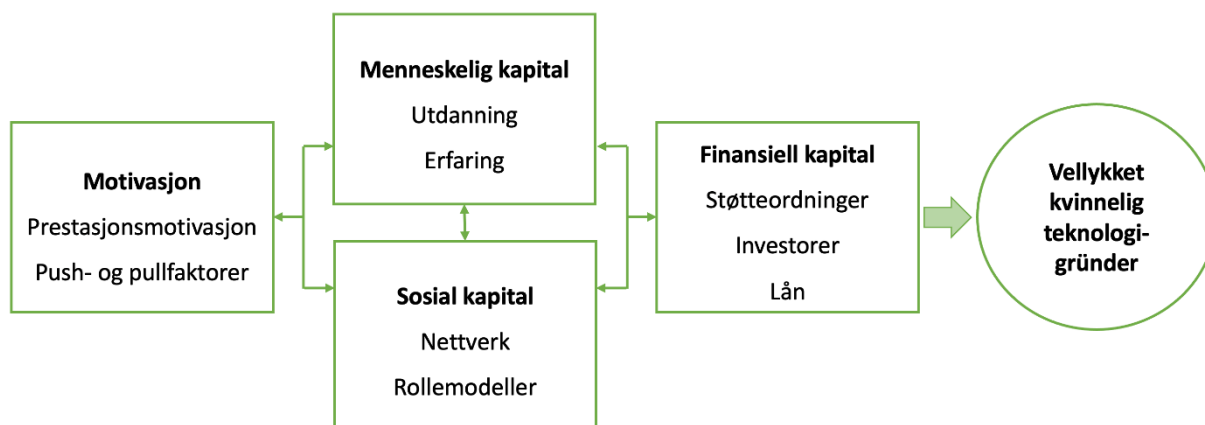 Motivasjon
Prestasjonsmotivasjon
Push- og pullfaktorer
Menneskelig kapital
Utdanning
Erfaring
Sosial kapital
Nettverk
Rollemodeller
Finansiell kapital
Støtteordninger
Investorer
Lån
Vellykket
kvinnelig
teknologi-
gründer